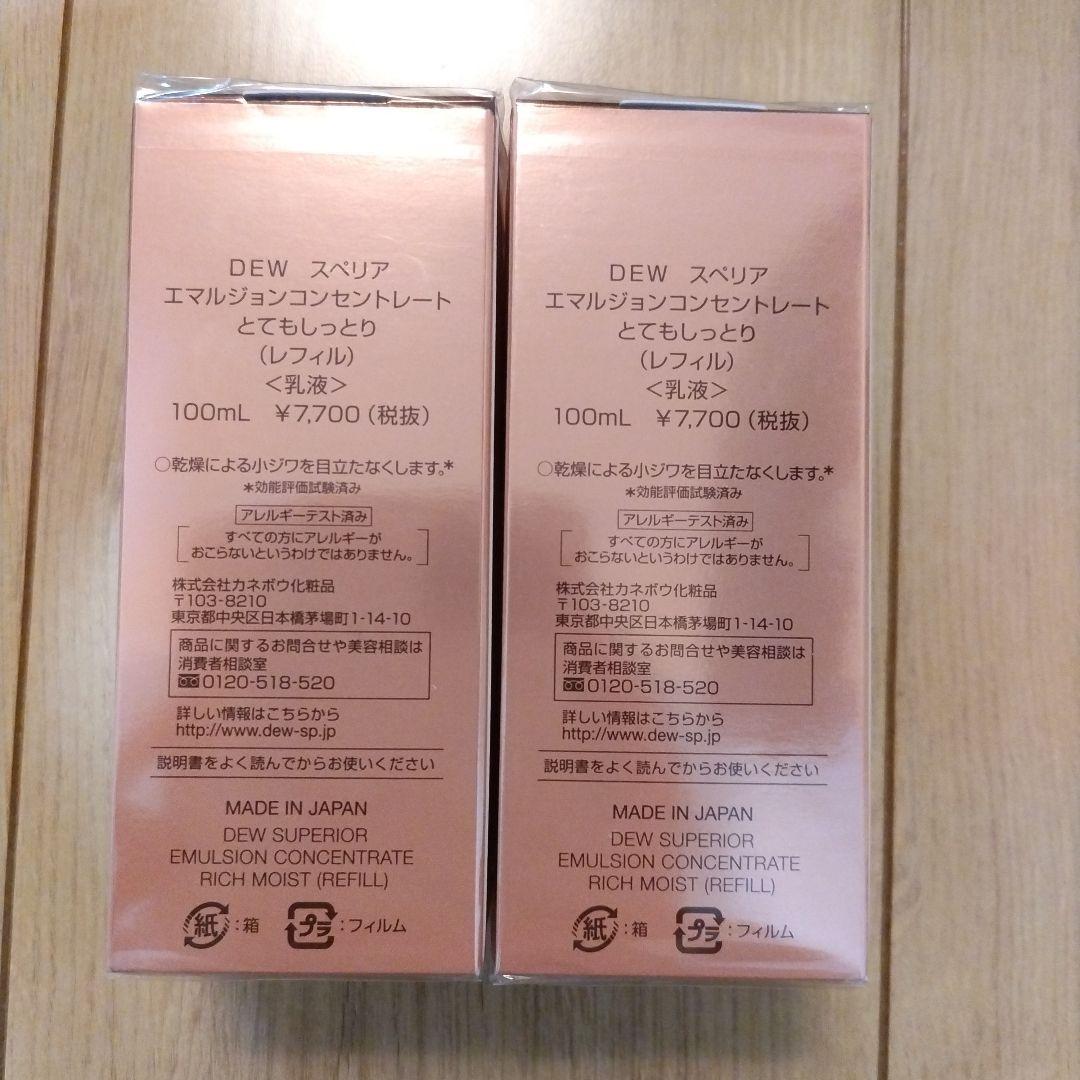 DEW スペリア
エマルジョンコンセントレート
とてもしっとり
(レフィル)
<乳液>
100mL ¥7,700(税抜)
○乾燥による小ジワを目立たなくします。*
*効能評価試験済み
アレルギーテスト済み
すべての方にアレルギーが
おこらないというわけではありません。
株式会社カネボウ化粧品
〒103-8210
東京都中央区日本橋茅場町1-14-10
商品に関するお問合せや美容相談は
消費者相談室
0120-518-520
詳しい情報はこちらから
http://www.dew-sp.jp
説明書をよく読んでからお使いください
MADE IN JAPAN
DEW SUPERIOR
EMULSION CONCENTRATE
RICH MOIST (REFILL)
紙:箱 プラ:フィルム
DEW スペリア
エマルジョンコンセントレート
とてもしっとり
(レフィル)
<乳液>
100mL ¥7,700(税抜)
○乾燥による小ジワを目立たなくします。*
*効能評価試験済み
アレルギーテスト済み
すべての方にアレルギーが
おこらないというわけではありません。
株式会社カネボウ化粧品
〒103-8210
東京都中央区日本橋茅場町1-14-10
商品に関するお問合せや美容相談は
消費者相談室
0120-518-520
詳しい情報はこちらから
http://www.dew-sp.jp
説明書をよく読んでからお使いください
MADE IN JAPAN
DEW SUPERIOR
EMULSION CONCENTRATE
RICH MOIST (REFILL)
紙:箱 プラ:フィルム